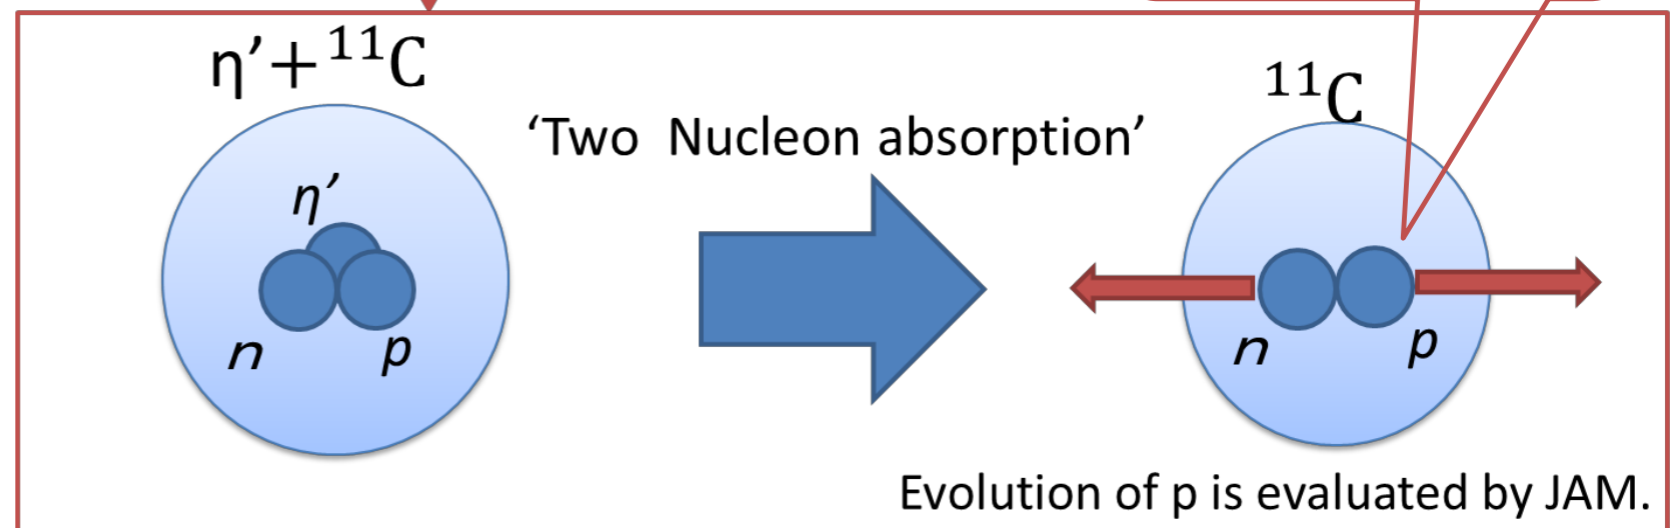 η′+¹¹C
¹¹C
‘Two Nucleon absorption’
η′
n
p
n
p
Evolution of p is evaluated by JAM.